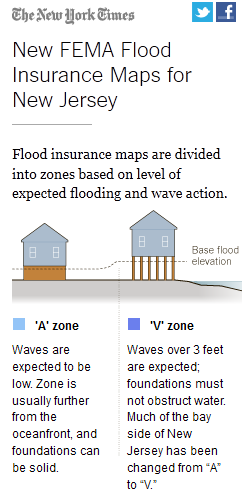 The New York Times
New FEMA Flood
Insurance Maps for
New Jersey
Flood insurance maps are divided
into zones based on level of
expected flooding and wave action.
Base flood
elevation
'A' zone
Waves are
expected to be
low. Zone is
usually further
from the
oceanfront, and
foundations can
be solid.
'V' zone
Waves over 3 feet
are expected;
foundations must
not obstruct water.
Much of the bay
side of New
Jersey has been
changed from “A”
to “V.”